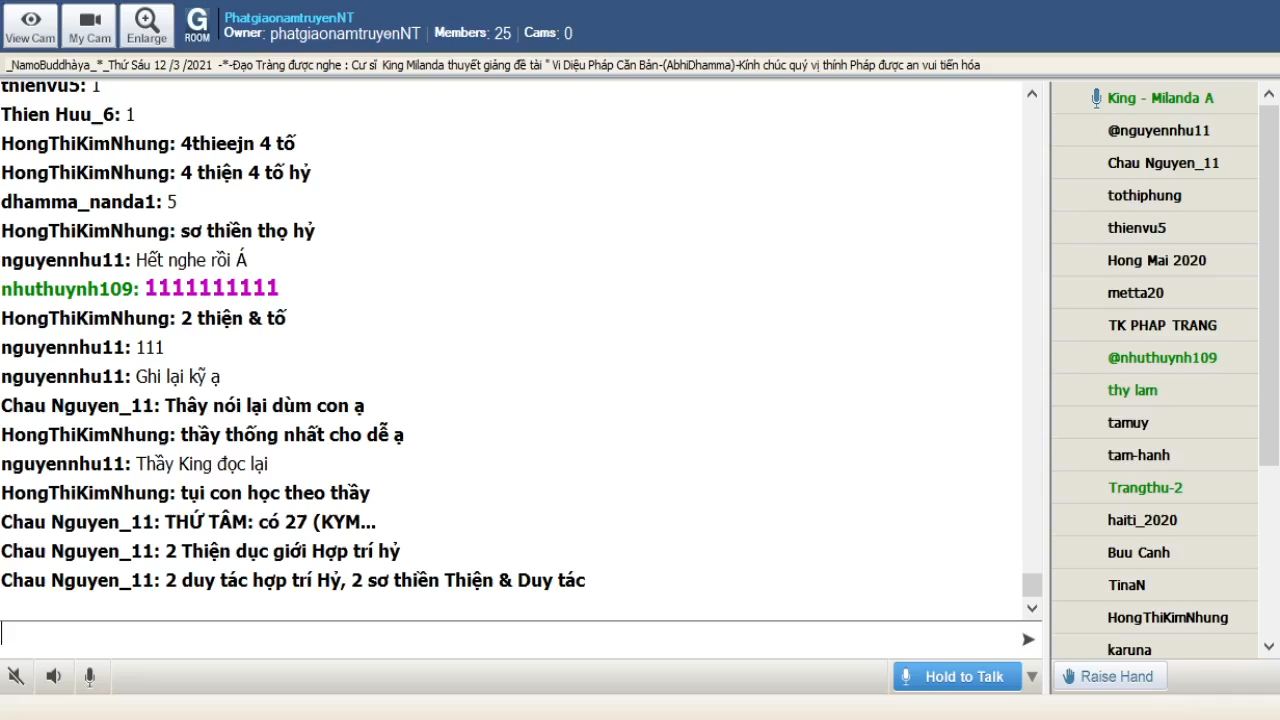 View Cam
My Cam
Enlarge
G
ROOM
PhatgiaonamtruyenNT
Owner: phatgiaonamtruyenNT | Members: 25 | Cams: 0
_NamoBuddhàya_*_Thứ Sáu 12 /3 /2021 -*-Đạo Tràng được nghe : Cư sĩ King Milanda thuyết giảng đề tài " Vi Diệu Pháp Căn Bản-(AbhiDhamma)-Kính chúc quý vị thính Pháp được an vui tiến hóa
thienvu5: 1
Thien Huu_6: 1
HongThiKimNhung: 4thieejn 4 tố
HongThiKimNhung: 4 thiện 4 tố hỷ
dhamma_nanda1: 5
HongThiKimNhung: sơ thiền thọ hỷ
nguyennhu11: Hết nghe rồi Á
nhuthuynh109: 1111111111
HongThiKimNhung: 2 thiện & tố
nguyennhu11: 111
nguyennhu11: Ghi lại kỹ ạ
Chau Nguyen_11: Thây nói lại dùm con ạ
HongThiKimNhung: thầy thống nhất cho dễ ạ
nguyennhu11: Thầy King đọc lại
HongThiKimNhung: tụi con học theo thầy
Chau Nguyen_11: THỨ TÂM: có 27 (KYM...
Chau Nguyen_11: 2 Thiện dục giới Hợp trí hỷ
Chau Nguyen_11: 2 duy tác hợp trí Hỷ, 2 sơ thiền Thiện & Duy tác
King - Milanda A
@nguyennhu11
Chau Nguyen_11
tothiphung
thienvu5
Hong Mai 2020
metta20
TK PHAP TRANG
@nhuthuynh109
thy lam
tamuy
tam-hanh
Trangthu-2
haiti_2020
Buu Canh
TinaN
HongThiKimNhung
karuna
Hold to Talk
Raise Hand